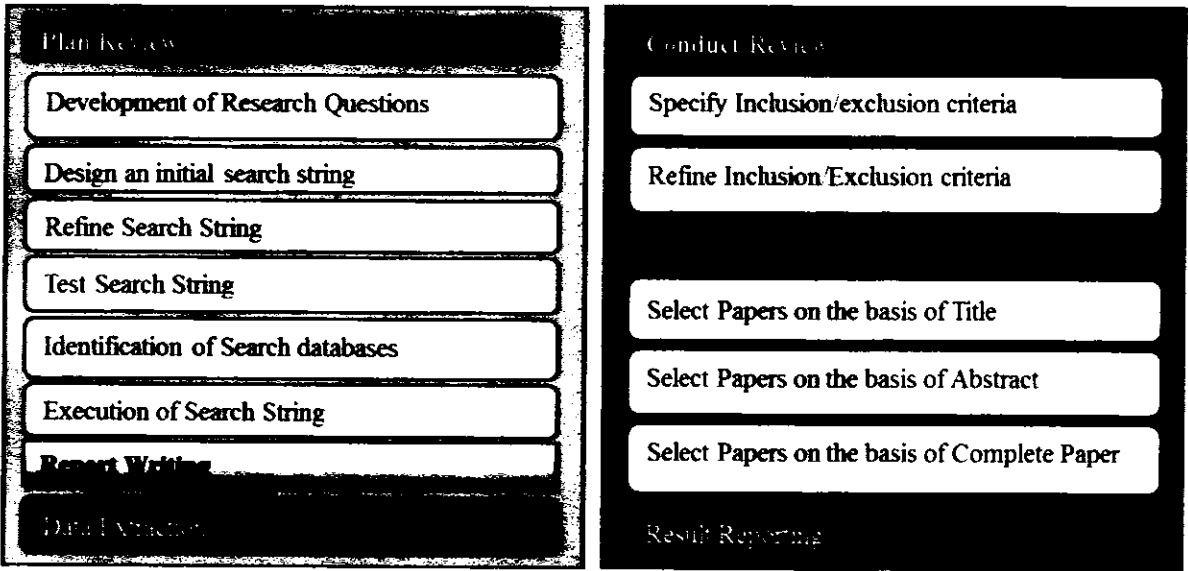 Plan Review
Development of Research Questions
Design an initial search string
Refine Search String
Test Search String
Identification of Search databases
Execution of Search String
Report Writing
Data Extraction
Conduct Review
Specify Inclusion/exclusion criteria
Refine Inclusion/Exclusion criteria
Select Papers on the basis of Title
Select Papers on the basis of Abstract
Select Papers on the basis of Complete Paper
Result Reporting